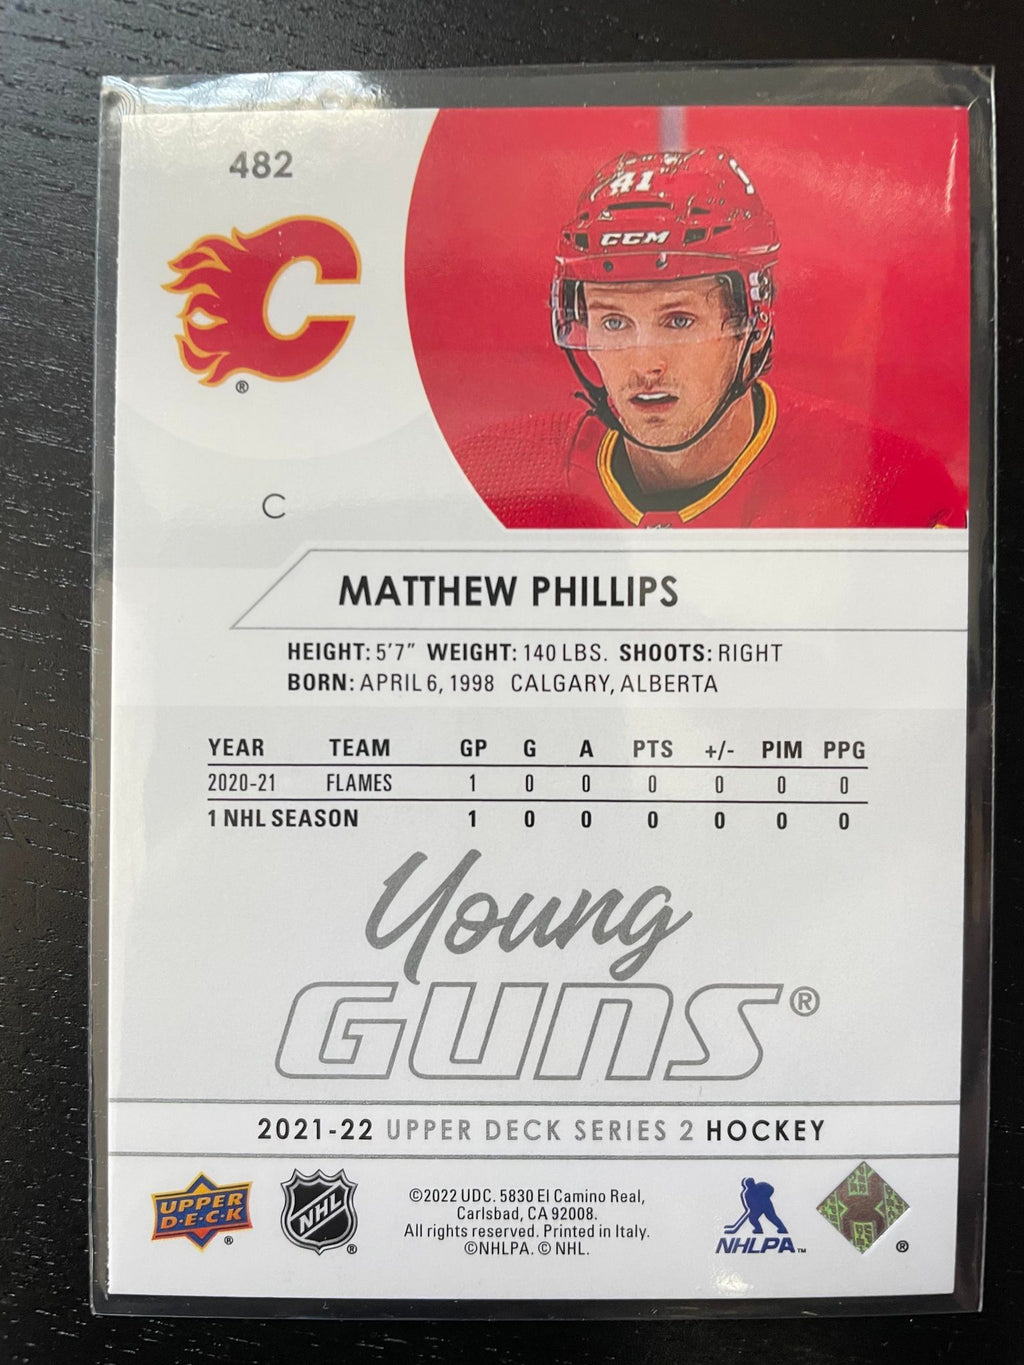 482
41
CCM
C
®
C
MATTHEW PHILLIPS
HEIGHT: 5'7" WEIGHT: 140 LBS. SHOOTS: RIGHT
BORN: APRIL 6, 1998 CALGARY, ALBERTA
YEAR TEAM GP G A PTS +/- PIM PPG
2020-21 FLAMES 1 0 0 0 0 0 0
1 NHL SEASON 1 0 0 0 0 0 0
Young
GUNS®
2021-22 UPPER DECK SERIES 2 HOCKEY
UPPER
D·E·C·K ®
NHL ®
©2022 UDC. 5830 El Camino Real,
Carlsbad, CA 92008.
All rights reserved. Printed in Italy.
©NHLPA. © NHL.
NHLPA™
®